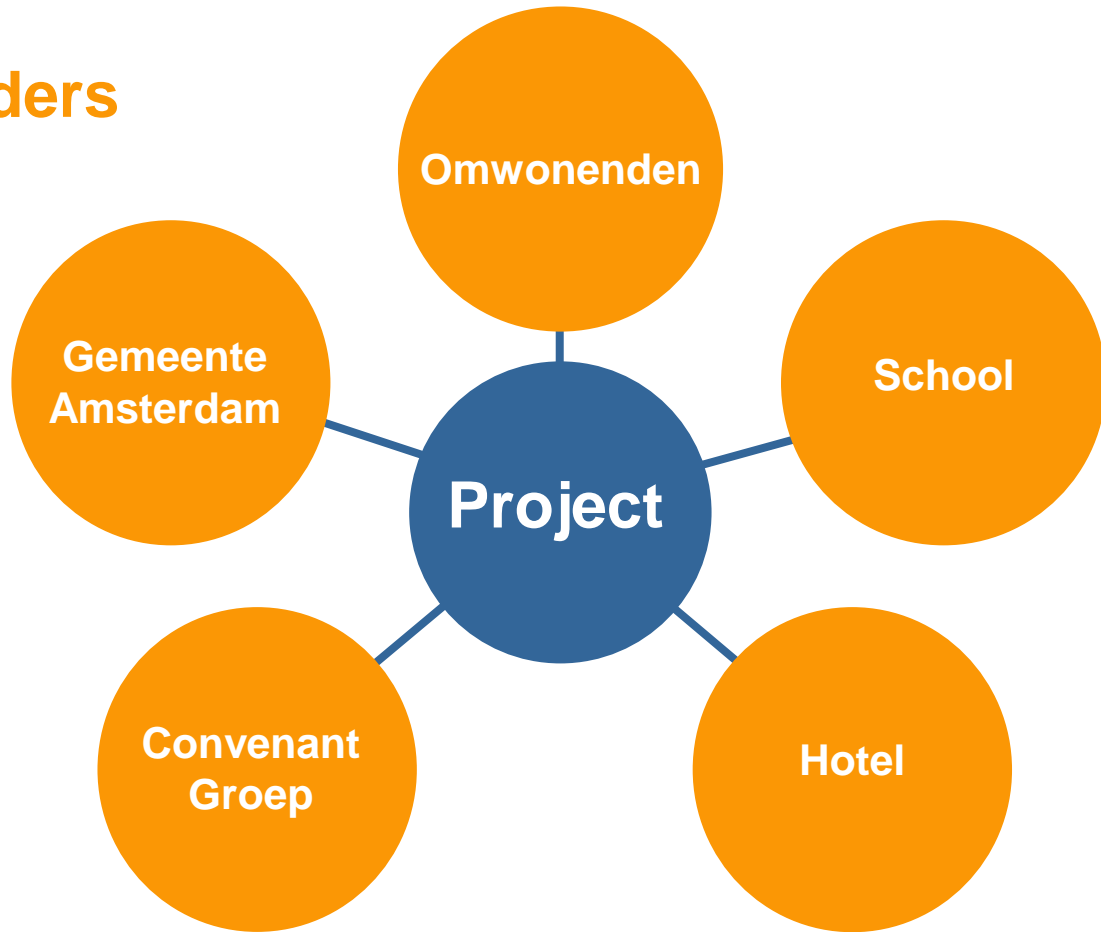 ders
Omwonenden
Gemeente
Amsterdam
School
Project
Convenant
Groep
Hotel